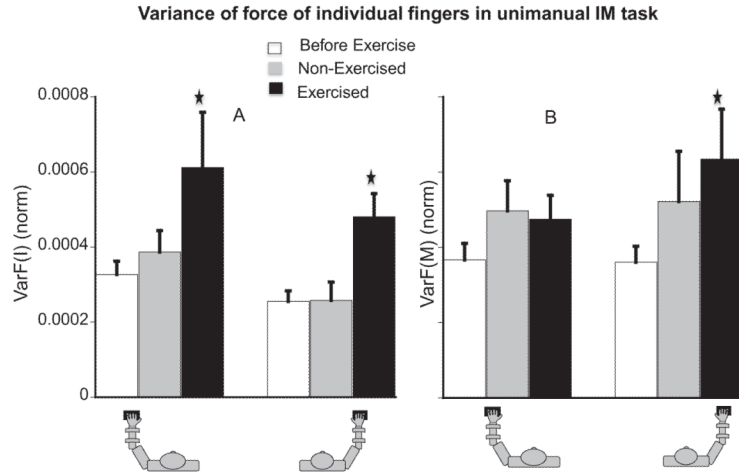 Variance of force of individual fingers in unimanual IM task
Before Exercise
Non-Exercised
Exercised
A
VarF(I) (norm)
0.0008
0.0006
0.0004
0.0002
0
B
VarF(M) (norm)